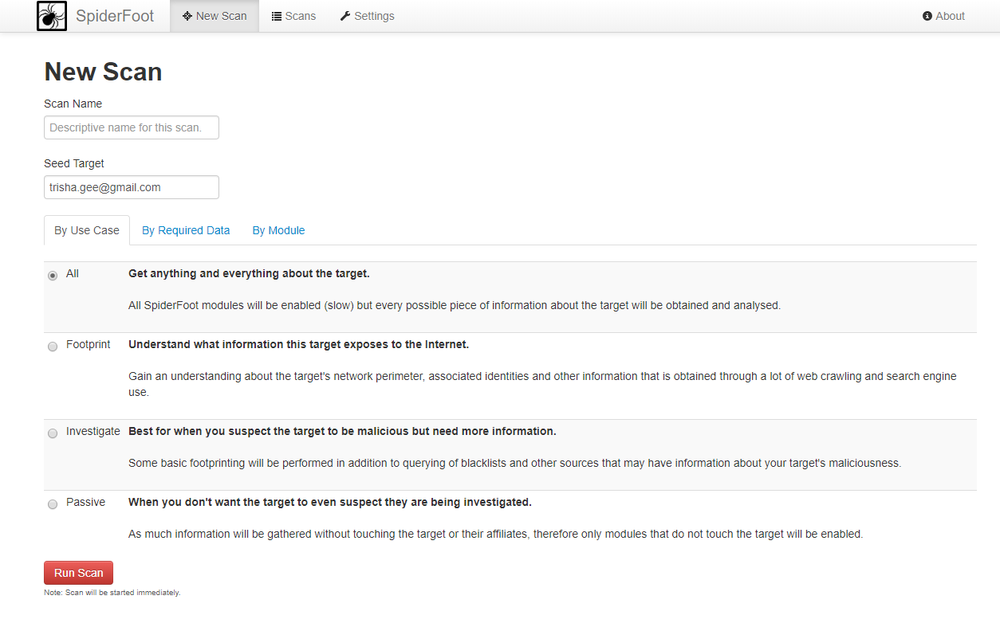 SpiderFoot New Scan Scans Settings About
New Scan
Scan Name
Descriptive name for this scan.
Seed Target
trisha.gee@gmail.com
By Use Case By Required Data By Module
All Get anything and everything about the target.
All SpiderFoot modules will be enabled (slow) but every possible piece of information about the target will be obtained and analysed.
Footprint Understand what information this target exposes to the Internet.
Gain an understanding about the target's network perimeter, associated identities and other information that is obtained through a lot of web crawling and search engine
use.
Investigate Best for when you suspect the target to be malicious but need more information.
Some basic footprinting will be performed in addition to querying of blacklists and other sources that may have information about your target's maliciousness.
Passive When you don't want the target to even suspect they are being investigated.
As much information will be gathered without touching the target or their affiliates, therefore only modules that do not touch the target will be enabled.
Run Scan
Note: Scan will be started immediately.